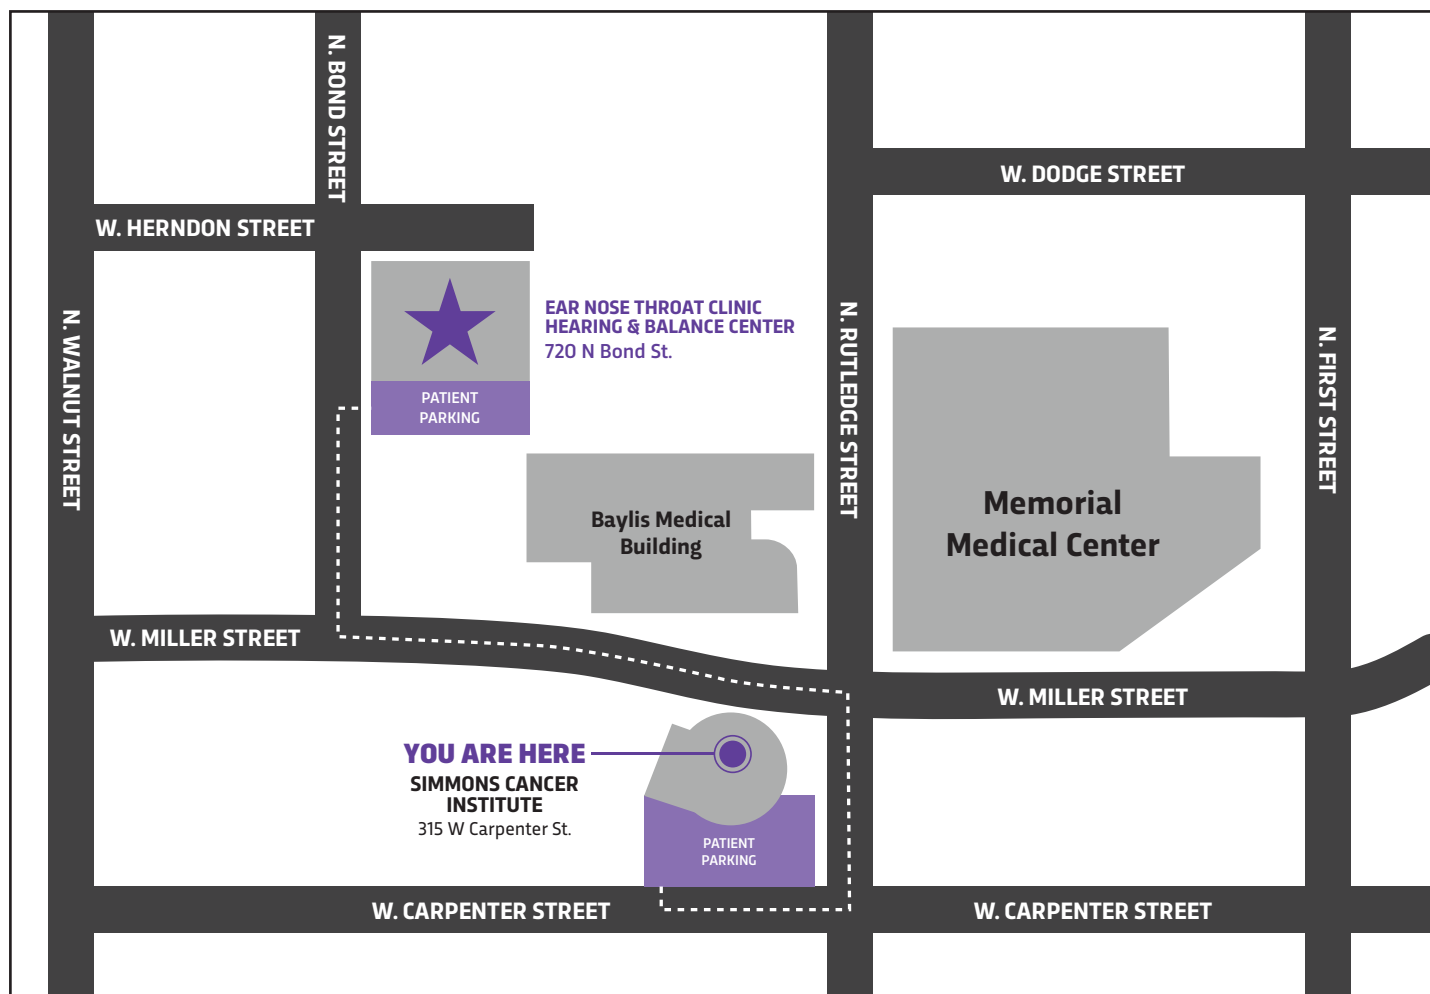 N. BOND STREET
W. DODGE STREET
W. HERNDON STREET
N. WALNUT STREET
EAR NOSE THROAT CLINIC
HEARING & BALANCE CENTER
720 N Bond St.
PATIENT
PARKING
N. RUTLEDGE STREET
N. FIRST STREET
Baylis Medical
Building
Memorial
Medical Center
W. MILLER STREET
W. MILLER STREET
YOU ARE HERE
SIMMONS CANCER
INSTITUTE
315 W Carpenter St.
PATIENT
PARKING
W. CARPENTER STREET
W. CARPENTER STREET